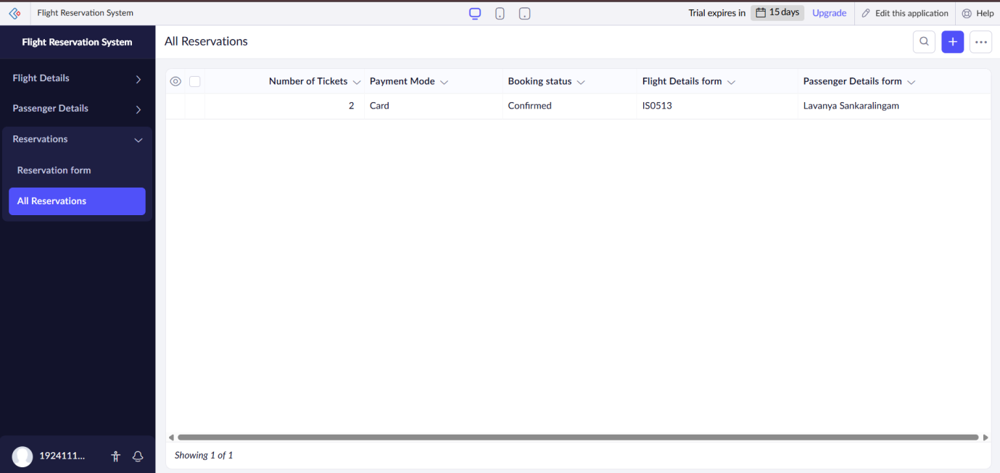 Flight Reservation System
Trial expires in 15 days Upgrade Edit this application Help
Flight Reservation System
Flight Details
Passenger Details
Reservations
Reservation form
All Reservations
1924111...
All Reservations
Number of Tickets Payment Mode Booking status Flight Details form Passenger Details form
2 Card Confirmed IS0513 Lavanya Sankaralingam
Showing 1 of 1